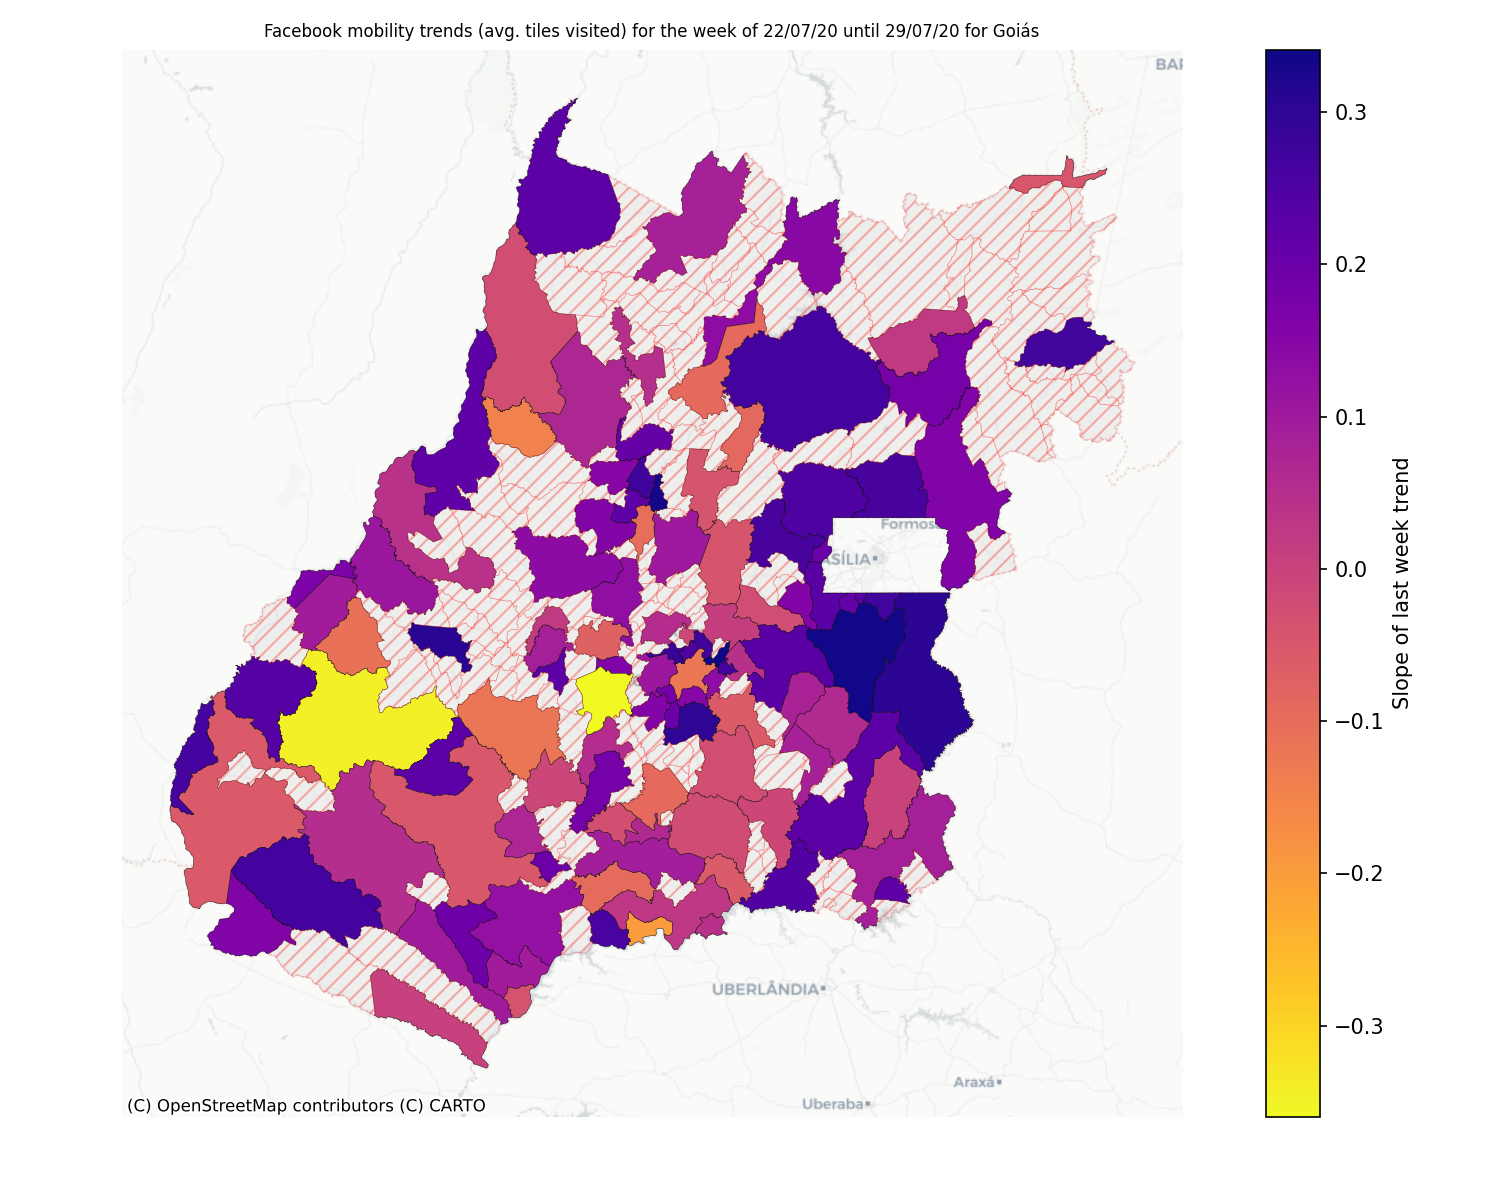 Facebook mobility trends (avg. tiles visited) for the week of 22/07/20 until 29/07/20 for Goiás
BAR
0.3
0.2
0.1
0.0
−0.1
−0.2
−0.3
Slope of last week trend
Formos
ASÍLIA
UBERLÂNDIA
Araxá
Uberaba
(C) OpenStreetMap contributors (C) CARTO